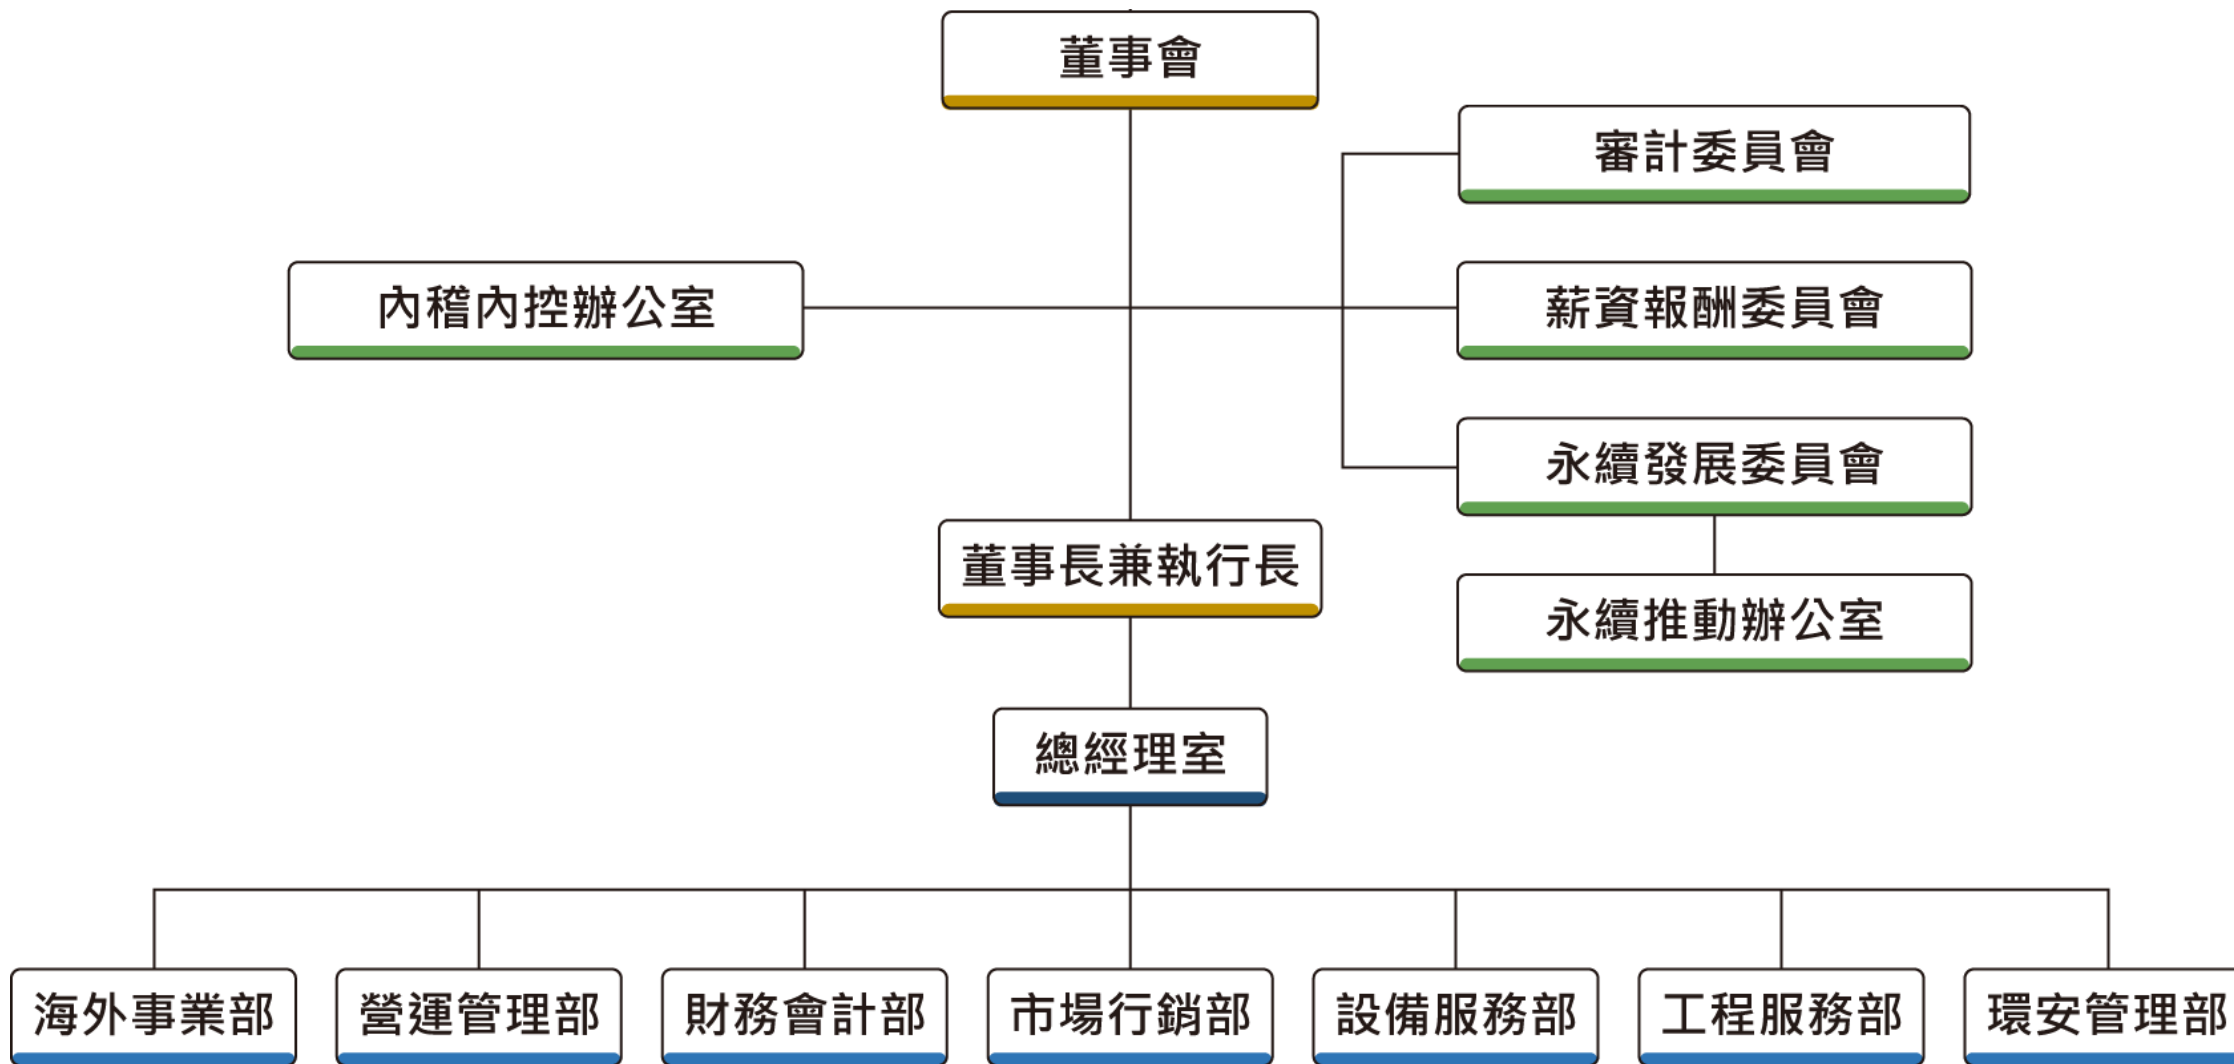 董事會
審計委員會
內稽內控辦公室
薪資報酬委員會
永續發展委員會
董事長兼執行長
永續推動辦公室
總經理室
海外事業部
營運管理部
財務會計部
市場行銷部
設備服務部
工程服務部
環安管理部